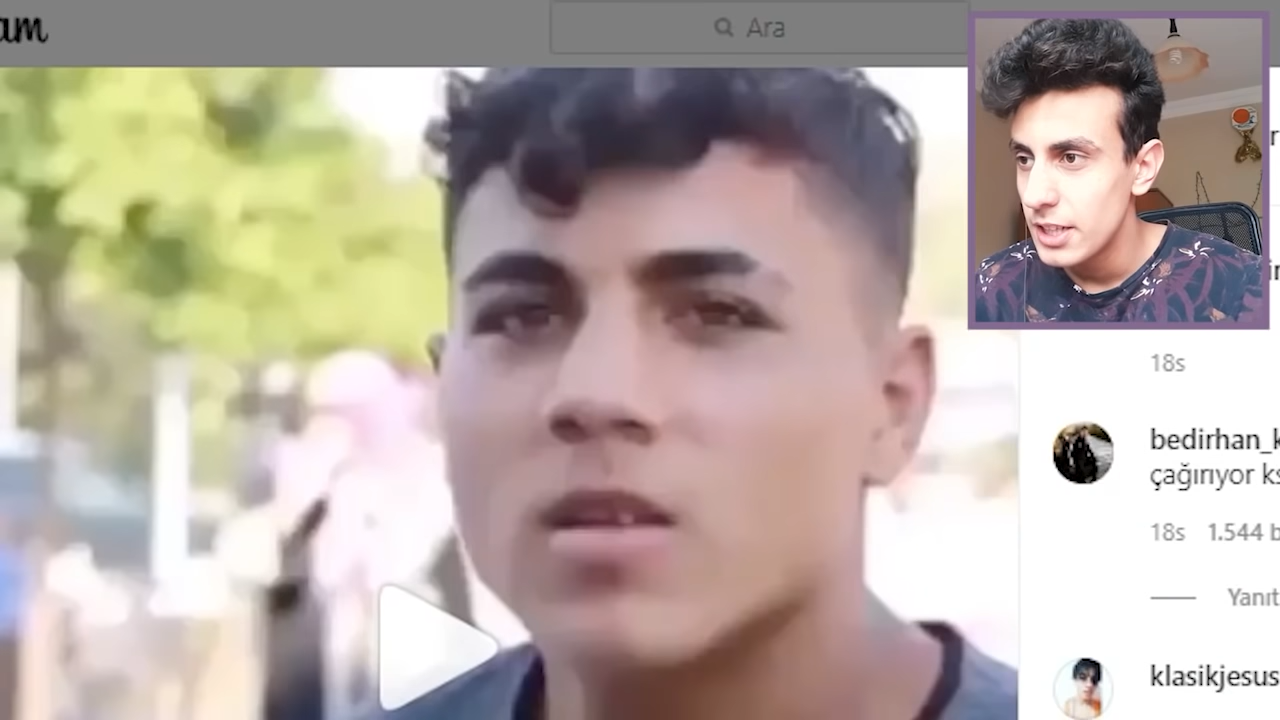 am
Ara
18s
bedirhan_k
çağırıyor ks
18s 1.544 b
Yanıt
klasikjesus